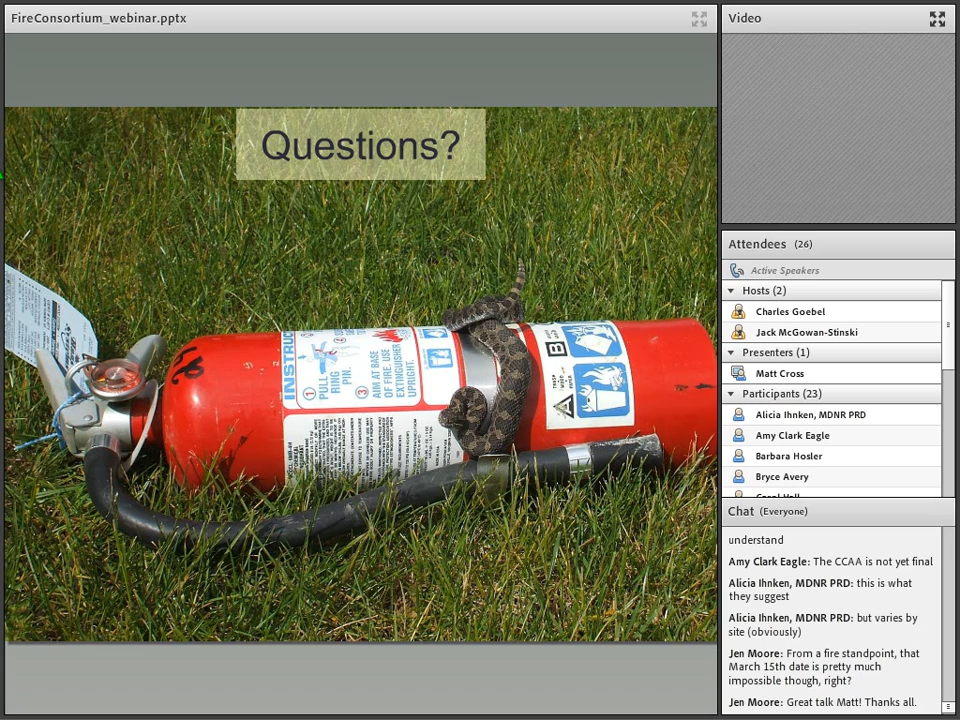 FireConsortium_webinar.pptx
Questions?
INSTRUC
1
PULL
RING
PIN.
2
3
AIM AT BASE
OF FIRE. USE
EXTINGUISHER
UPRIGHT.
B
A
Video
Attendees (26)
Active Speakers
Hosts (2)
Charles Goebel
Jack McGowan-Stinski
Presenters (1)
Matt Cross
Participants (23)
Alicia Ihnken, MDNR PRD
Amy Clark Eagle
Barbara Hosler
Bryce Avery
Chat (Everyone)
understand
Amy Clark Eagle: The CCAA is not yet final
Alicia Ihnken, MDNR PRD: this is what
they suggest
Alicia Ihnken, MDNR PRD: but varies by
site (obviously)
Jen Moore: From a fire standpoint, that
March 15th date is pretty much
impossible though, right?
Jen Moore: Great talk Matt! Thanks all.